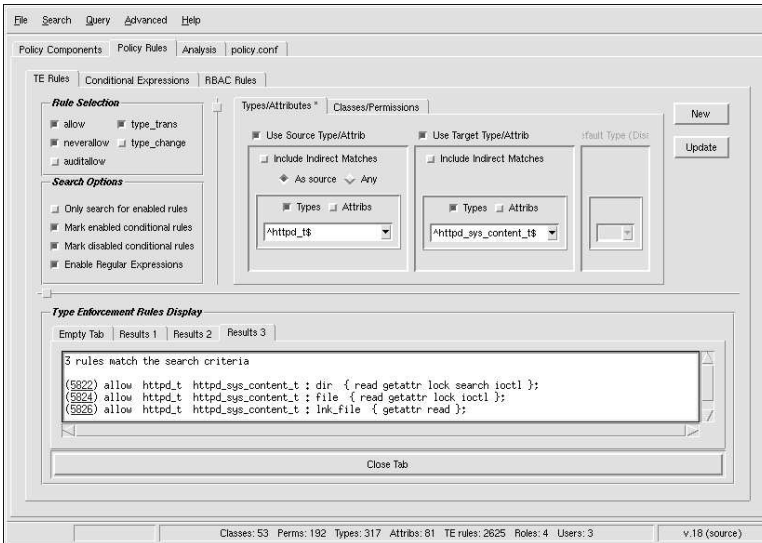 File Search Query Advanced Help
Policy Components Policy Rules Analysis policy.conf
TE Rules Conditional Expressions RBAC Rules
Rule Selection
allow type_trans
neverallow type_change
auditallow
Search Options
Only search for enabled rules
Mark enabled conditional rules
Mark disabled conditional rules
Enable Regular Expressions
Types/Attributes * Classes/Permissions
Use Source Type/Attrib
Include Indirect Matches
As source Any
Types Attribs
^httpd_t$
Use Target Type/Attrib
Include Indirect Matches
Types Attribs
^httpd_sys_content_t$
efault Type (Disa
New
Update
Type Enforcement Rules Display
Empty Tab Results 1 Results 2 Results 3
3 rules match the search criteria
(5822) allow httpd_t httpd_sys_content_t : dir { read getattr lock search ioctl };
(5824) allow httpd_t httpd_sys_content_t : file { read getattr lock ioctl };
(5826) allow httpd_t httpd_sys_content_t : lnk_file { getattr read };
Close Tab
Classes: 53 Perms: 192 Types: 317 Attribs: 81 TE rules: 2625 Roles: 4 Users: 3
v.18 (source)